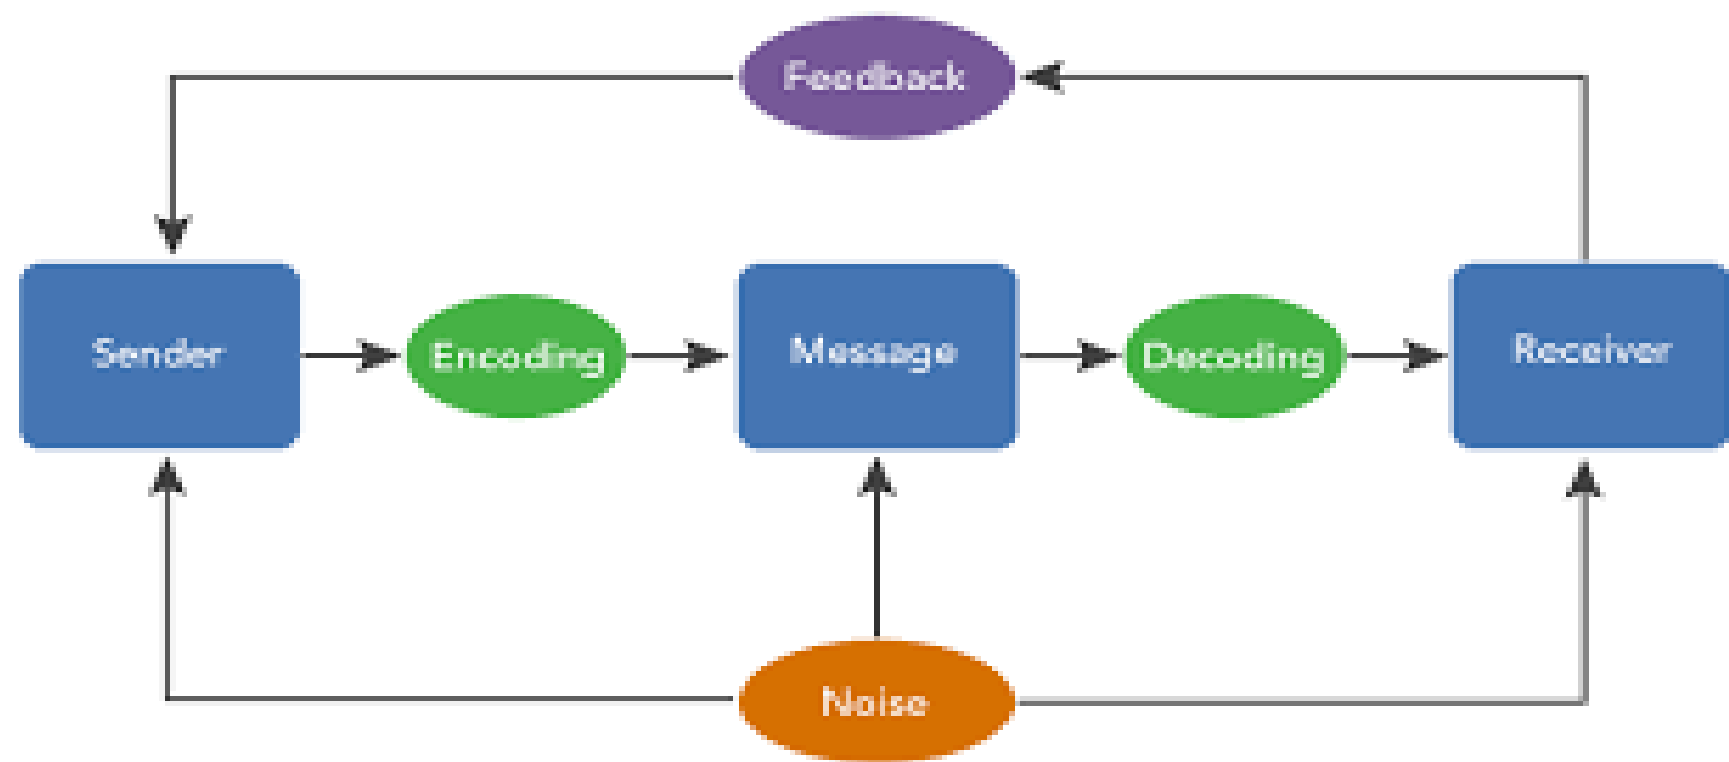 Feedback
Sender
Encoding
Message
Decoding
Receiver
Noise